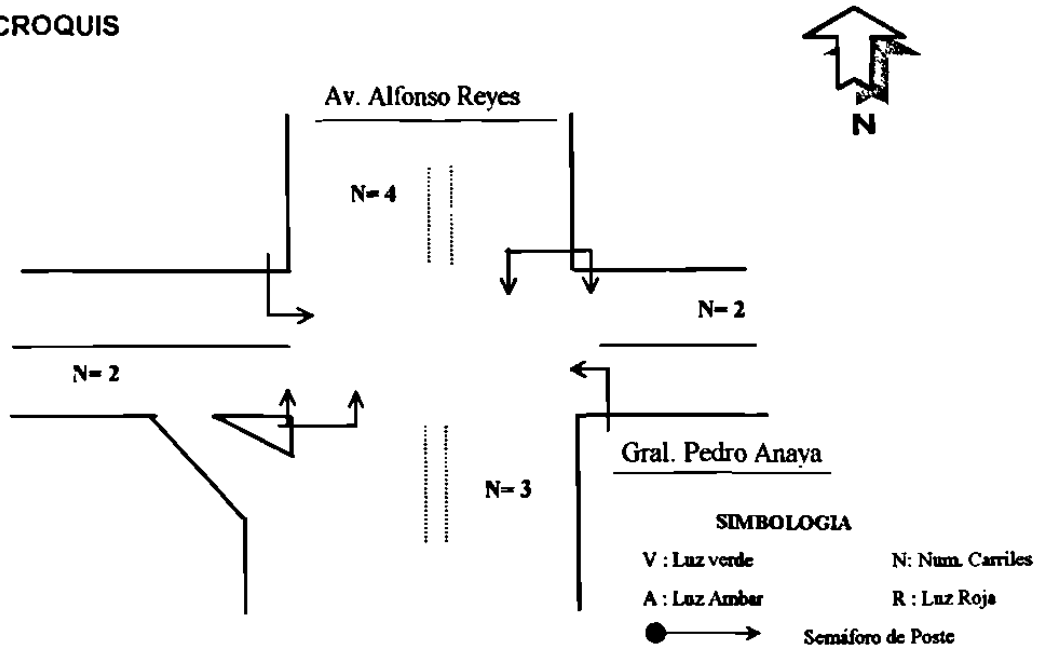 CROQUIS
Av. Alfonso Reyes
N
N= 4
N= 2
N= 2
Gral. Pedro Anaya
N= 3
SIMBOLOGIA
V : Luz verde N: Num. Carriles
A : Luz Ambar R : Luz Roja
Semáforo de Poste